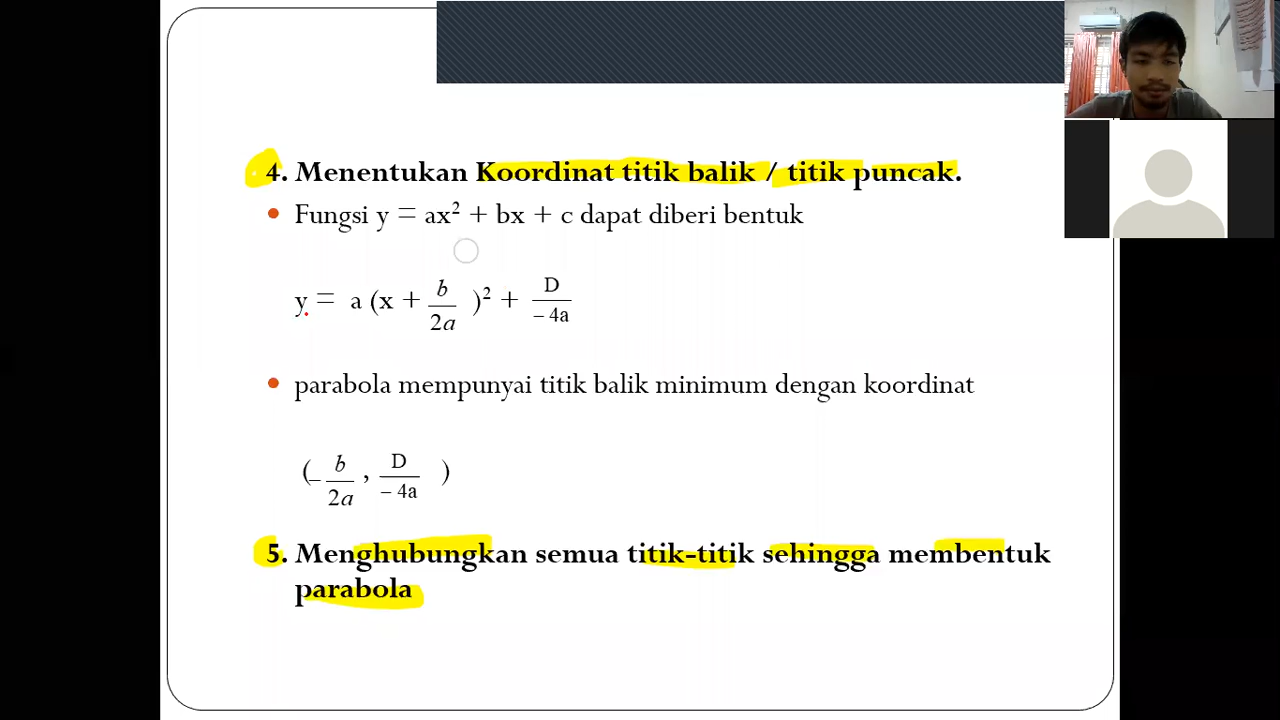 4. Menentukan Koordinat titik balik / titik puncak.
• Fungsi y = ax² + bx + c dapat diberi bentuk
y = a (x + b/2a )² + D/– 4a
• parabola mempunyai titik balik minimum dengan koordinat
(– b/2a , D/– 4a )
5. Menghubungkan semua titik-titik sehingga membentuk
parabola